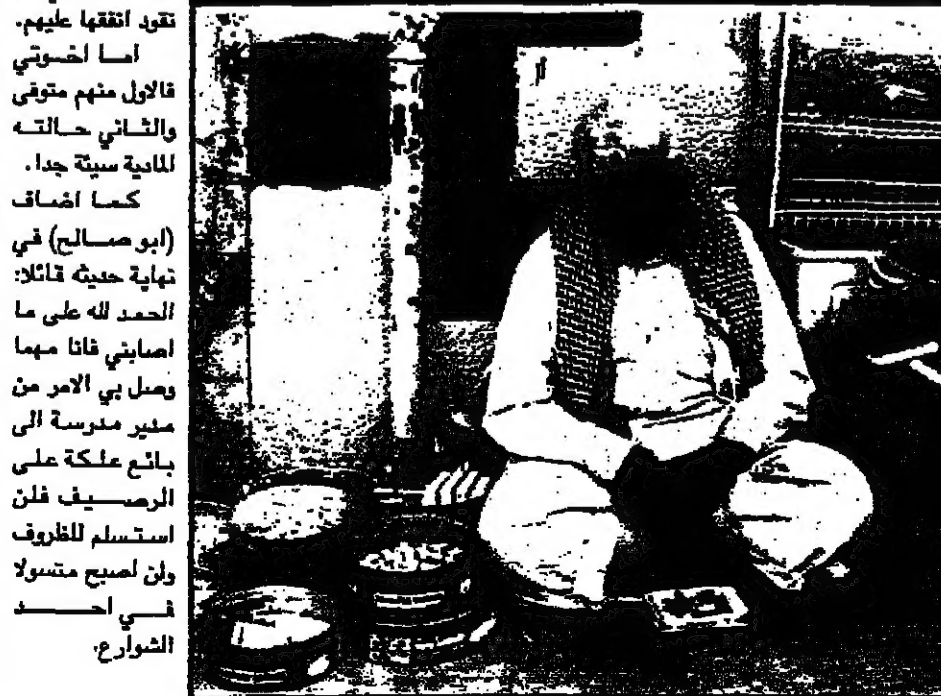 نقود انفقها عليهم.
اما اخوتي
فالاول منهم متوفى
والثاني حالته
المادية سيئة جدا.
كما اضاف
(ابو صالح) في
نهاية حديثه قائلا:
الحمد لله على ما
اصابني فانا مهما
وصل بي الامر من
مدير مدرسة الى
بائع علكة على
الرصيف فلن
استسلم للظروف
ولن اصبح متسولا
في احد
الشوارع.